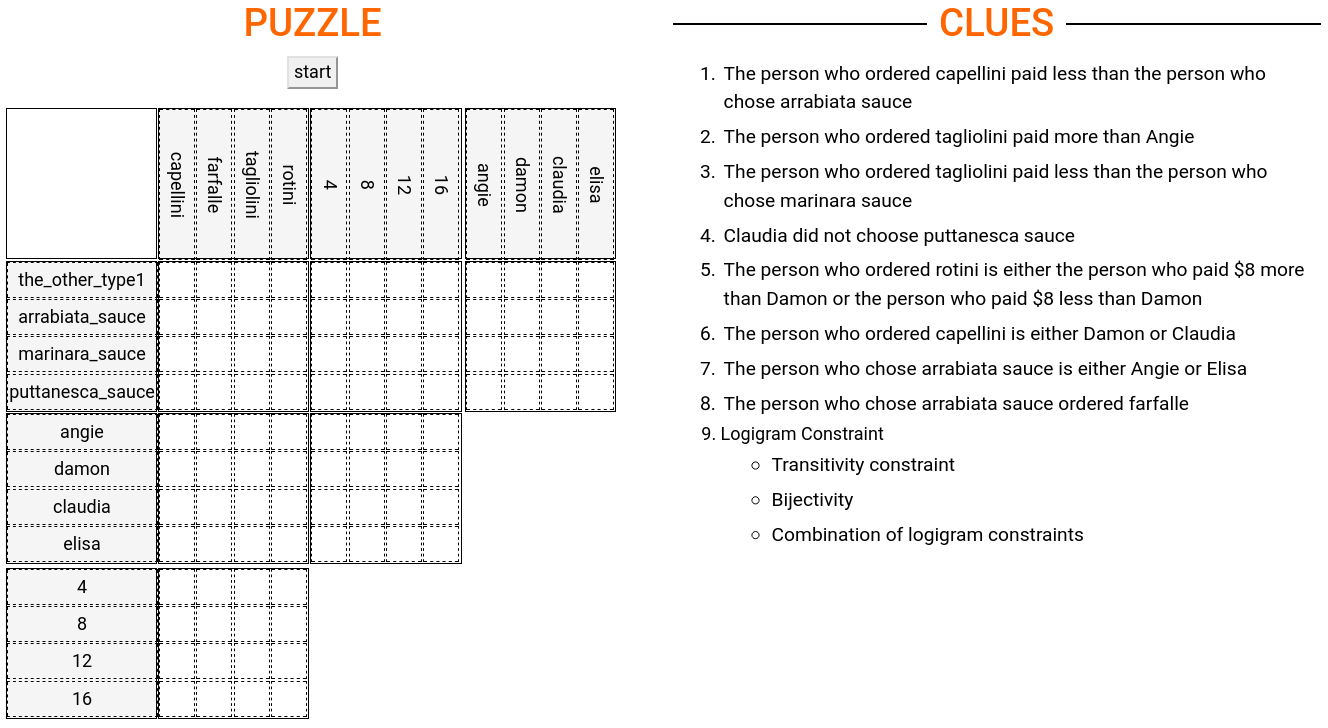 PUZZLE
start
capellini
farfalle
tagliolini
rotini
4
8
12
16
angie
damon
claudia
elisa
the_other_type1
arrabiata_sauce
marinara_sauce
puttanesca_sauce
angie
damon
claudia
elisa
4
8
12
16
CLUES
1. The person who ordered capellini paid less than the person who
chose arrabiata sauce
2. The person who ordered tagliolini paid more than Angie
3. The person who ordered tagliolini paid less than the person who
chose marinara sauce
4. Claudia did not choose puttanesca sauce
5. The person who ordered rotini is either the person who paid $8 more
than Damon or the person who paid $8 less than Damon
6. The person who ordered capellini is either Damon or Claudia
7. The person who chose arrabiata sauce is either Angie or Elisa
8. The person who chose arrabiata sauce ordered farfalle
9. Logigram Constraint
Transitivity constraint
Bijectivity
Combination of logigram constraints